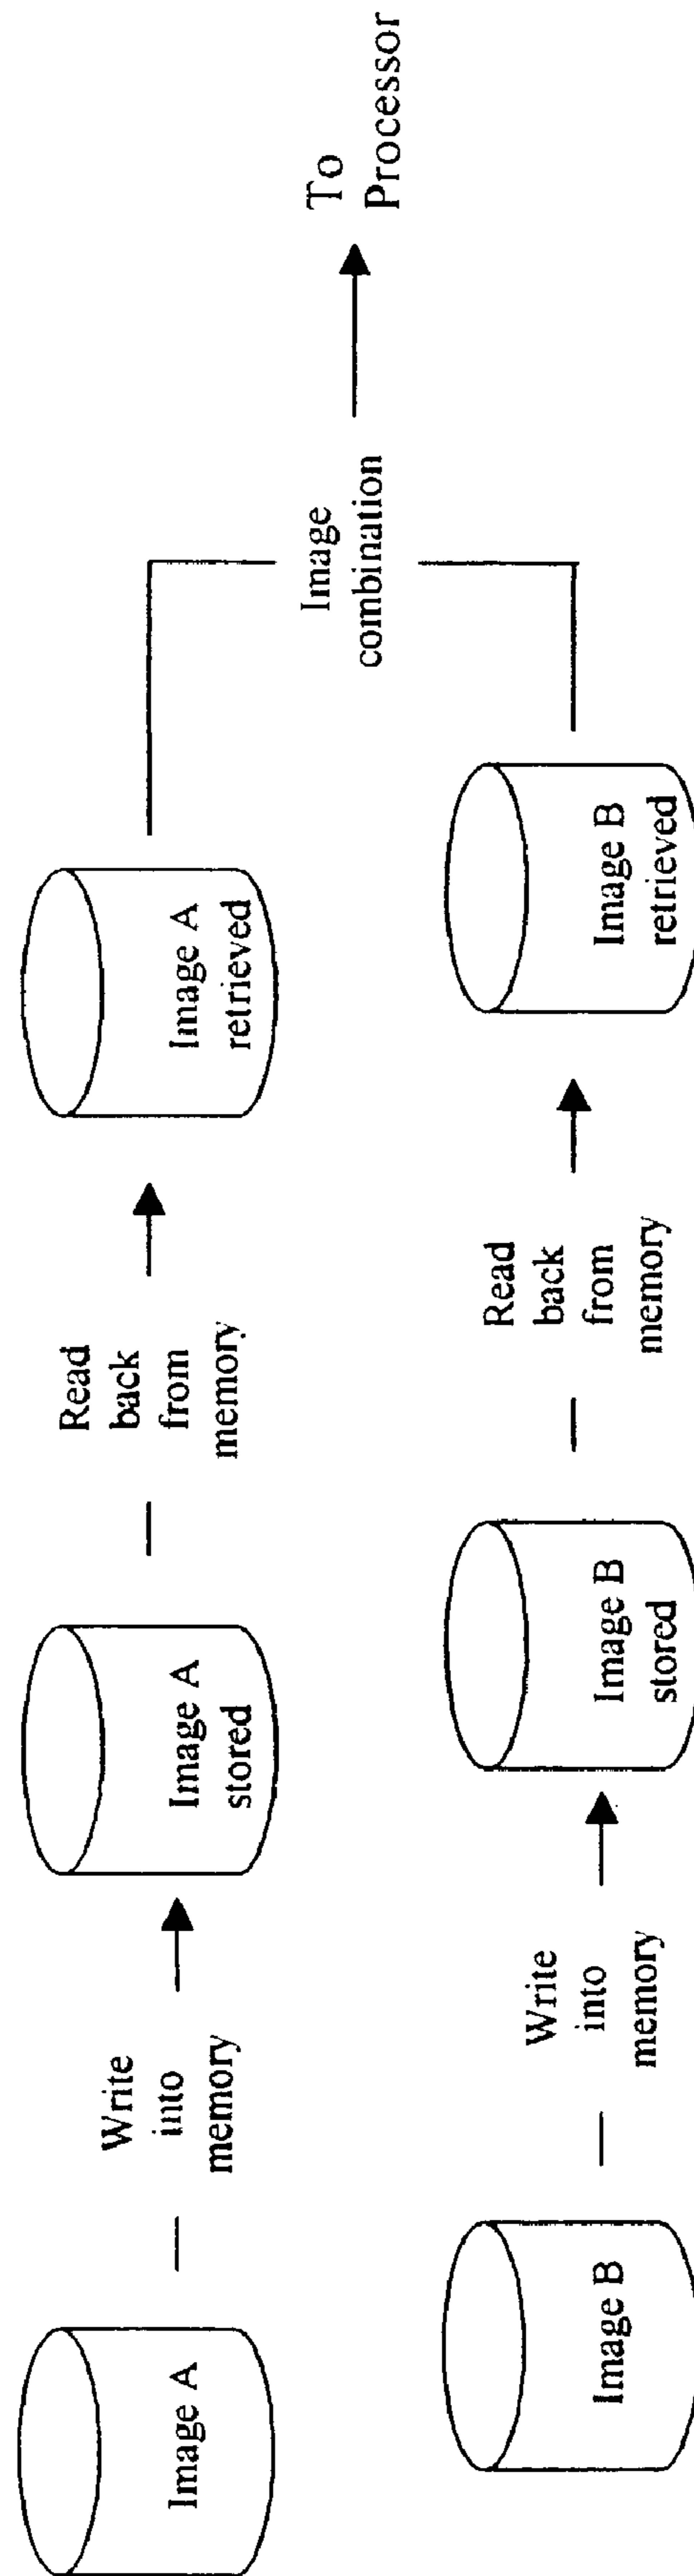 Image A
Write
into
memory
Image A
stored
Read
back
from
memory
Image A
retrieved
Image B
Write
into
memory
Image B
stored
Read
back
from
memory
Image B
retrieved
Image
combination
To
Processor